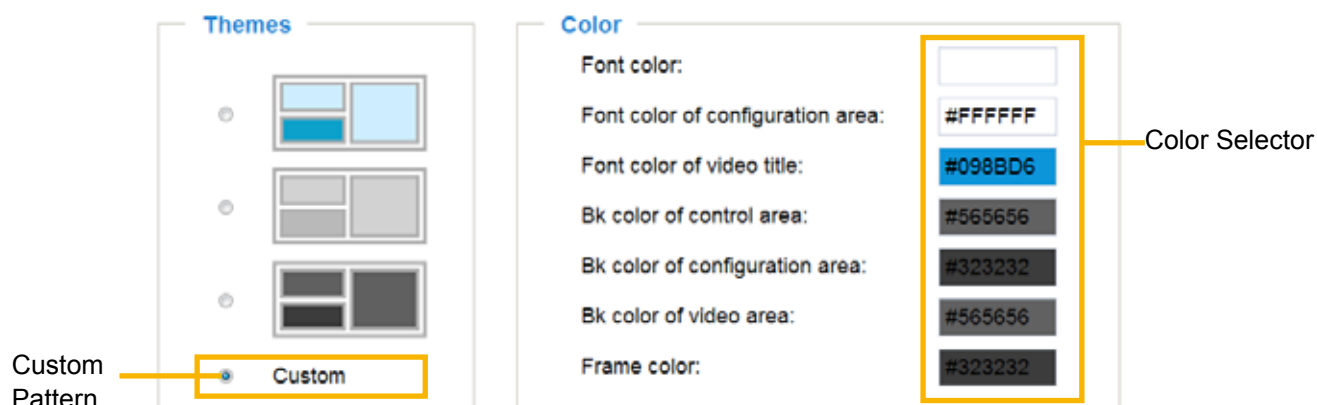 Themes
Color
Font color:
Font color of configuration area: #FFFFFF
Font color of video title: #098BD6
Bk color of control area: #565656
Bk color of configuration area: #323232
Bk color of video area: #565656
Frame color: #323232
Color Selector
Custom
Custom
Pattern